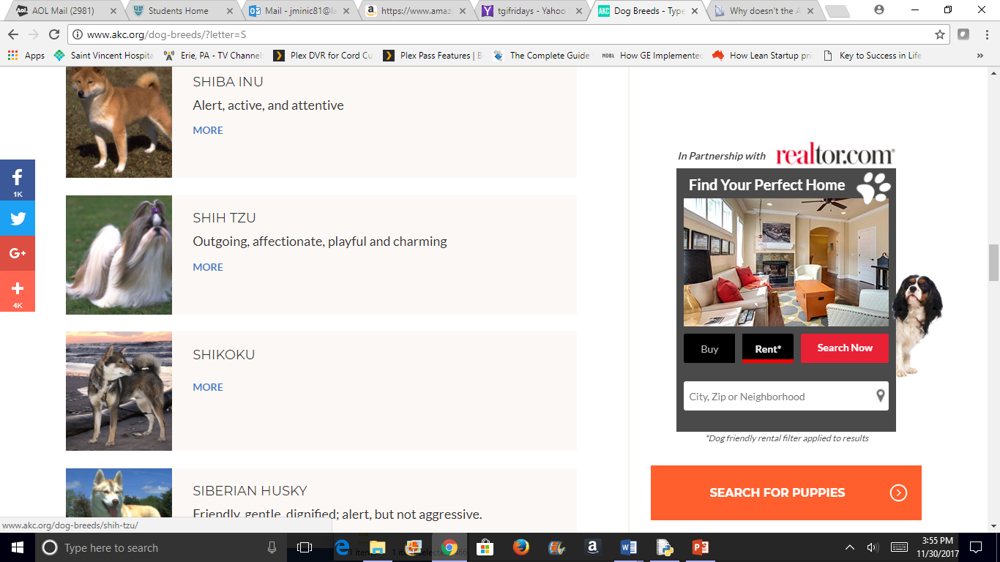 Aol.
AOL Mail (2981)
Students Home
Mail - jminic81@la
https://www.amaz
tgifridays - Yahoo
AKC
Dog Breeds - Type
Why doesn't the A
www.akc.org/dog-breeds/?letter=S
Apps
Saint Vincent Hospita
Erie, PA - TV Channel
Plex DVR for Cord Cu
Plex Pass Features | E
The Complete Guide
MOBI
How GE Implemented
How Lean Startup pri
Key to Success in Life
»
SHIBA INU
Alert, active, and attentive
MORE
SHIH TZU
Outgoing, affectionate, playful and charming
MORE
SHIKOKU
MORE
SIBERIAN HUSKY
Friendly, gentle, dignified; alert, but not aggressive.
1K
G+
4K
In Partnership with realtor.com®
Find Your Perfect Home
Buy
Rent*
Search Now
City, Zip or Neighborhood
*Dog friendly rental filter applied to results
SEARCH FOR PUPPIES
www.akc.org/dog-breeds/shih-tzu/
Type here to search
3:55 PM
11/30/2017